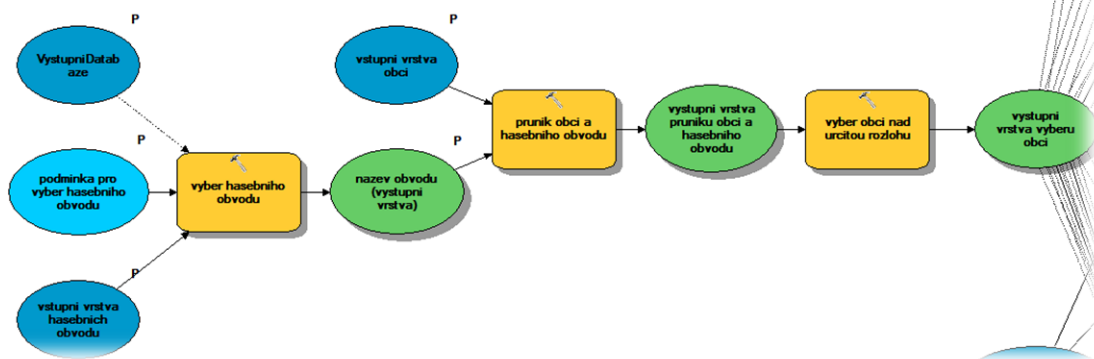 P
VystupniDatab
aze
P
podminka pro
vyber hasebniho
obvodu
P
vstupni vrstva
hasebnich
obvodu
vyber hasebniho
obvodu
P
vstupni vrstva
obci
P
nazev obvodu
(vystupni
vrstva)
prunik obci a
hasebniho obvodu
vystupni vrstva
pruniku obci a
hasebniho
obvodu
vyber obci nad
urcitou rozlohu
vystupni
vrstva vyberu
obci